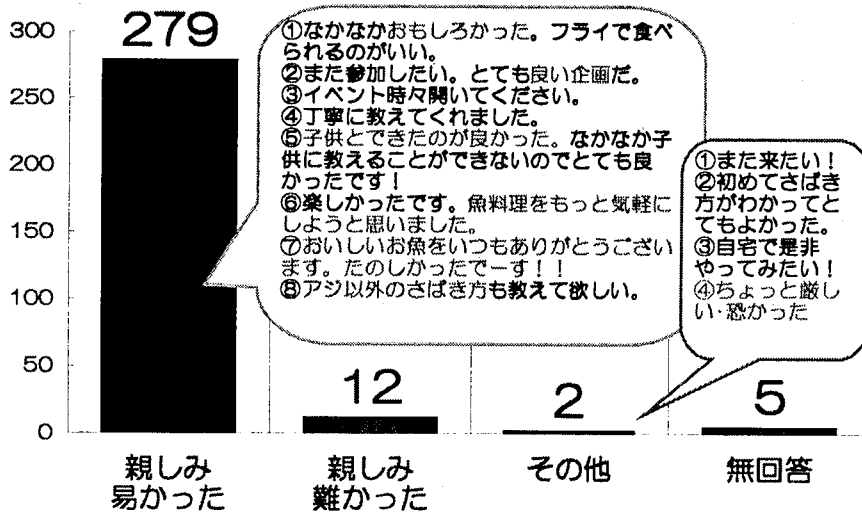 300
250
200
150
100
50
0
279
12
2
5
①なかなかおもしろかった。フライで食べ
られるのがいい。
②また参加したい。とても良い企画だ。
③イベント時々開いてください。
④丁寧に教えてくれました。
⑤子供とできたのが良かった。なかなか子
供に教えることができないのでとても良
かったです！
⑥楽しかったです。魚料理をもっと気軽に
しようと思いました。
⑦おいしいお魚をいつもありがとうござい
ます。たのしかったでーす！！
⑧アジ以外のさばき方も教えて欲しい。
①また来たい！
②初めてさばき
方がわかってと
てもよかった。
③自宅で是非
やってみたい！
④ちょっと厳し
い・恐かった
親しみ
易かった
親しみ
難かった
その他
無回答